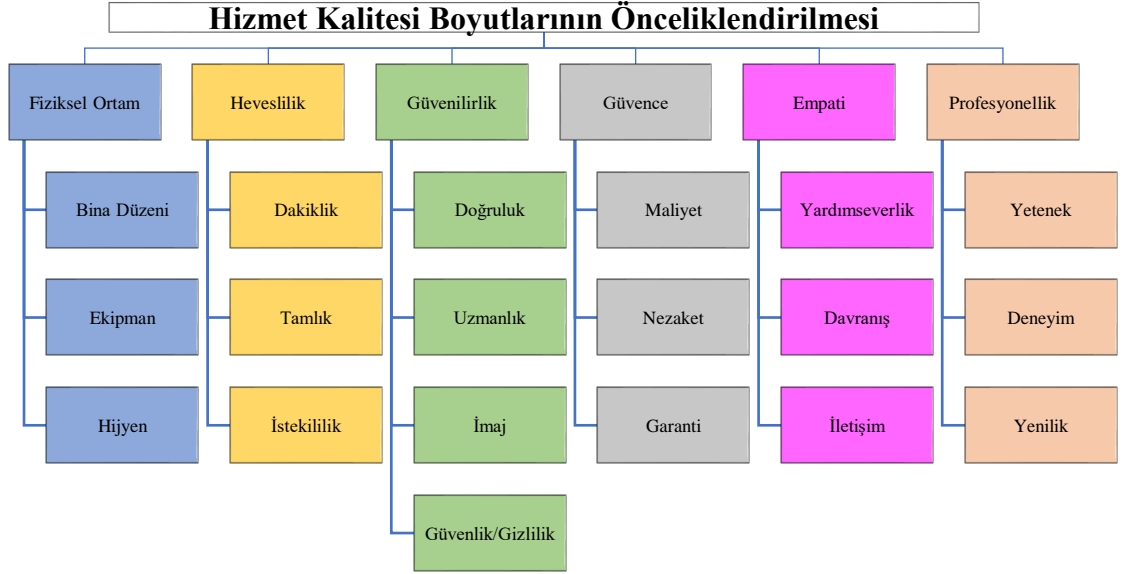 Hizmet Kalitesi Boyutlarının Önceliklendirilmesi
Fiziksel Ortam
Heveslilik
Güvenilirlik
Güvence
Empati
Profesyonellik
Bina Düzeni
Dakiklik
Doğruluk
Maliyet
Yardımseverlik
Yetenek
Ekipman
Tamlık
Uzmanlık
Nezaket
Davranış
Deneyim
Hijyen
İstekililik
İmaj
Garanti
İletişim
Yenilik
Güvenlik/Gizlilik